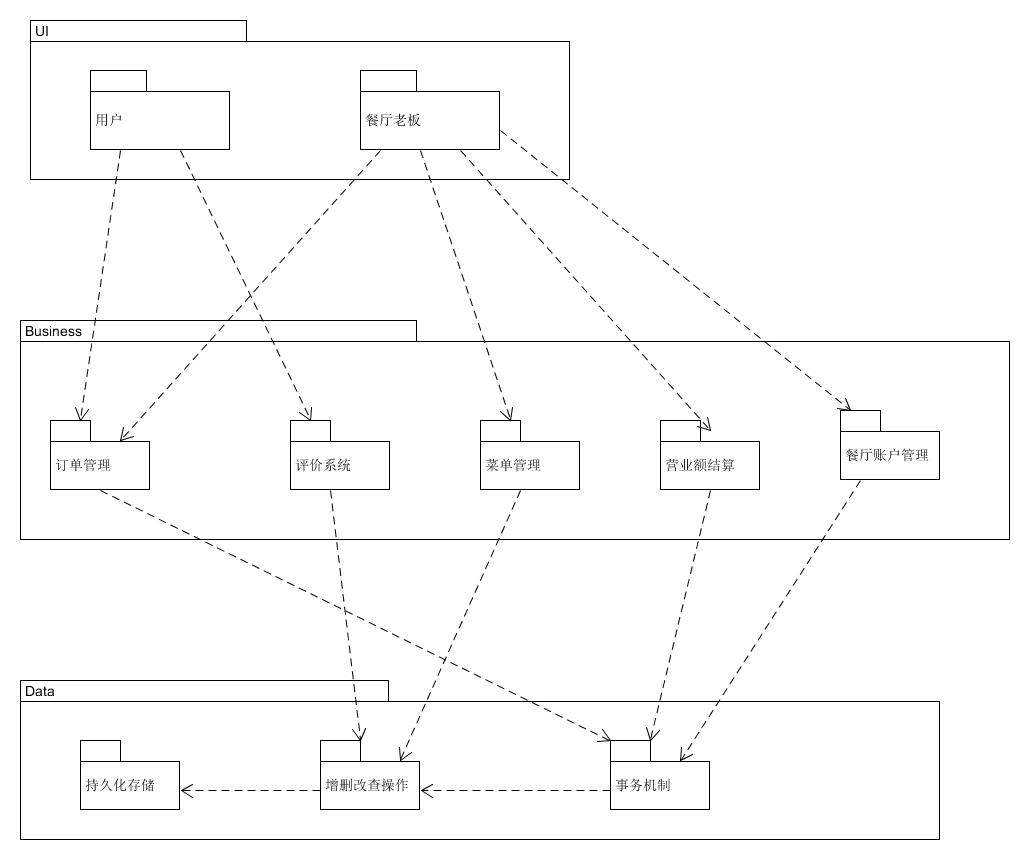 UI
用户
餐厅老板
Business
订单管理
评价系统
菜单管理
营业额结算
餐厅账户管理
Data
持久化存储
增删改查操作
事务机制